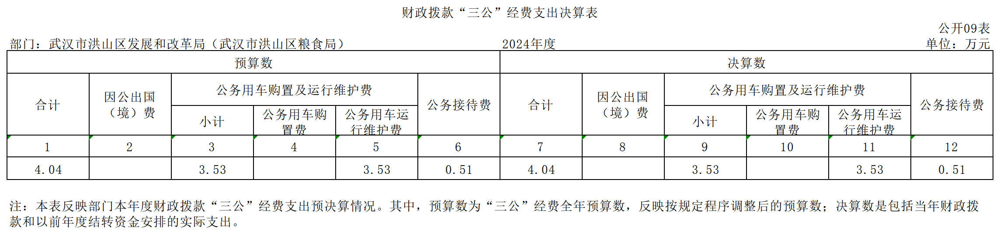 财政拨款“三公”经费支出决算表
公开09表
部门：武汉市洪山区发展和改革局（武汉市洪山区粮食局） 2024年度 单位：万元
预算数 决算数
合计 因公出国（境）费 公务用车购置及运行维护费 公务接待费 合计 因公出国（境）费 公务用车购置及运行维护费 公务接待费
小计 公务用车购置费 公务用车运行维护费 小计 公务用车购置费 公务用车运行维护费
1 2 3 4 5 6 7 8 9 10 11 12
4.04 3.53 3.53 0.51 4.04 3.53 3.53 0.51
注：本表反映部门本年度财政拨款“三公”经费支出预决算情况。其中，预算数为“三公”经费全年预算数，反映按规定程序调整后的预算数；决算数是包括当年财政拨
款和以前年度结转资金安排的实际支出。